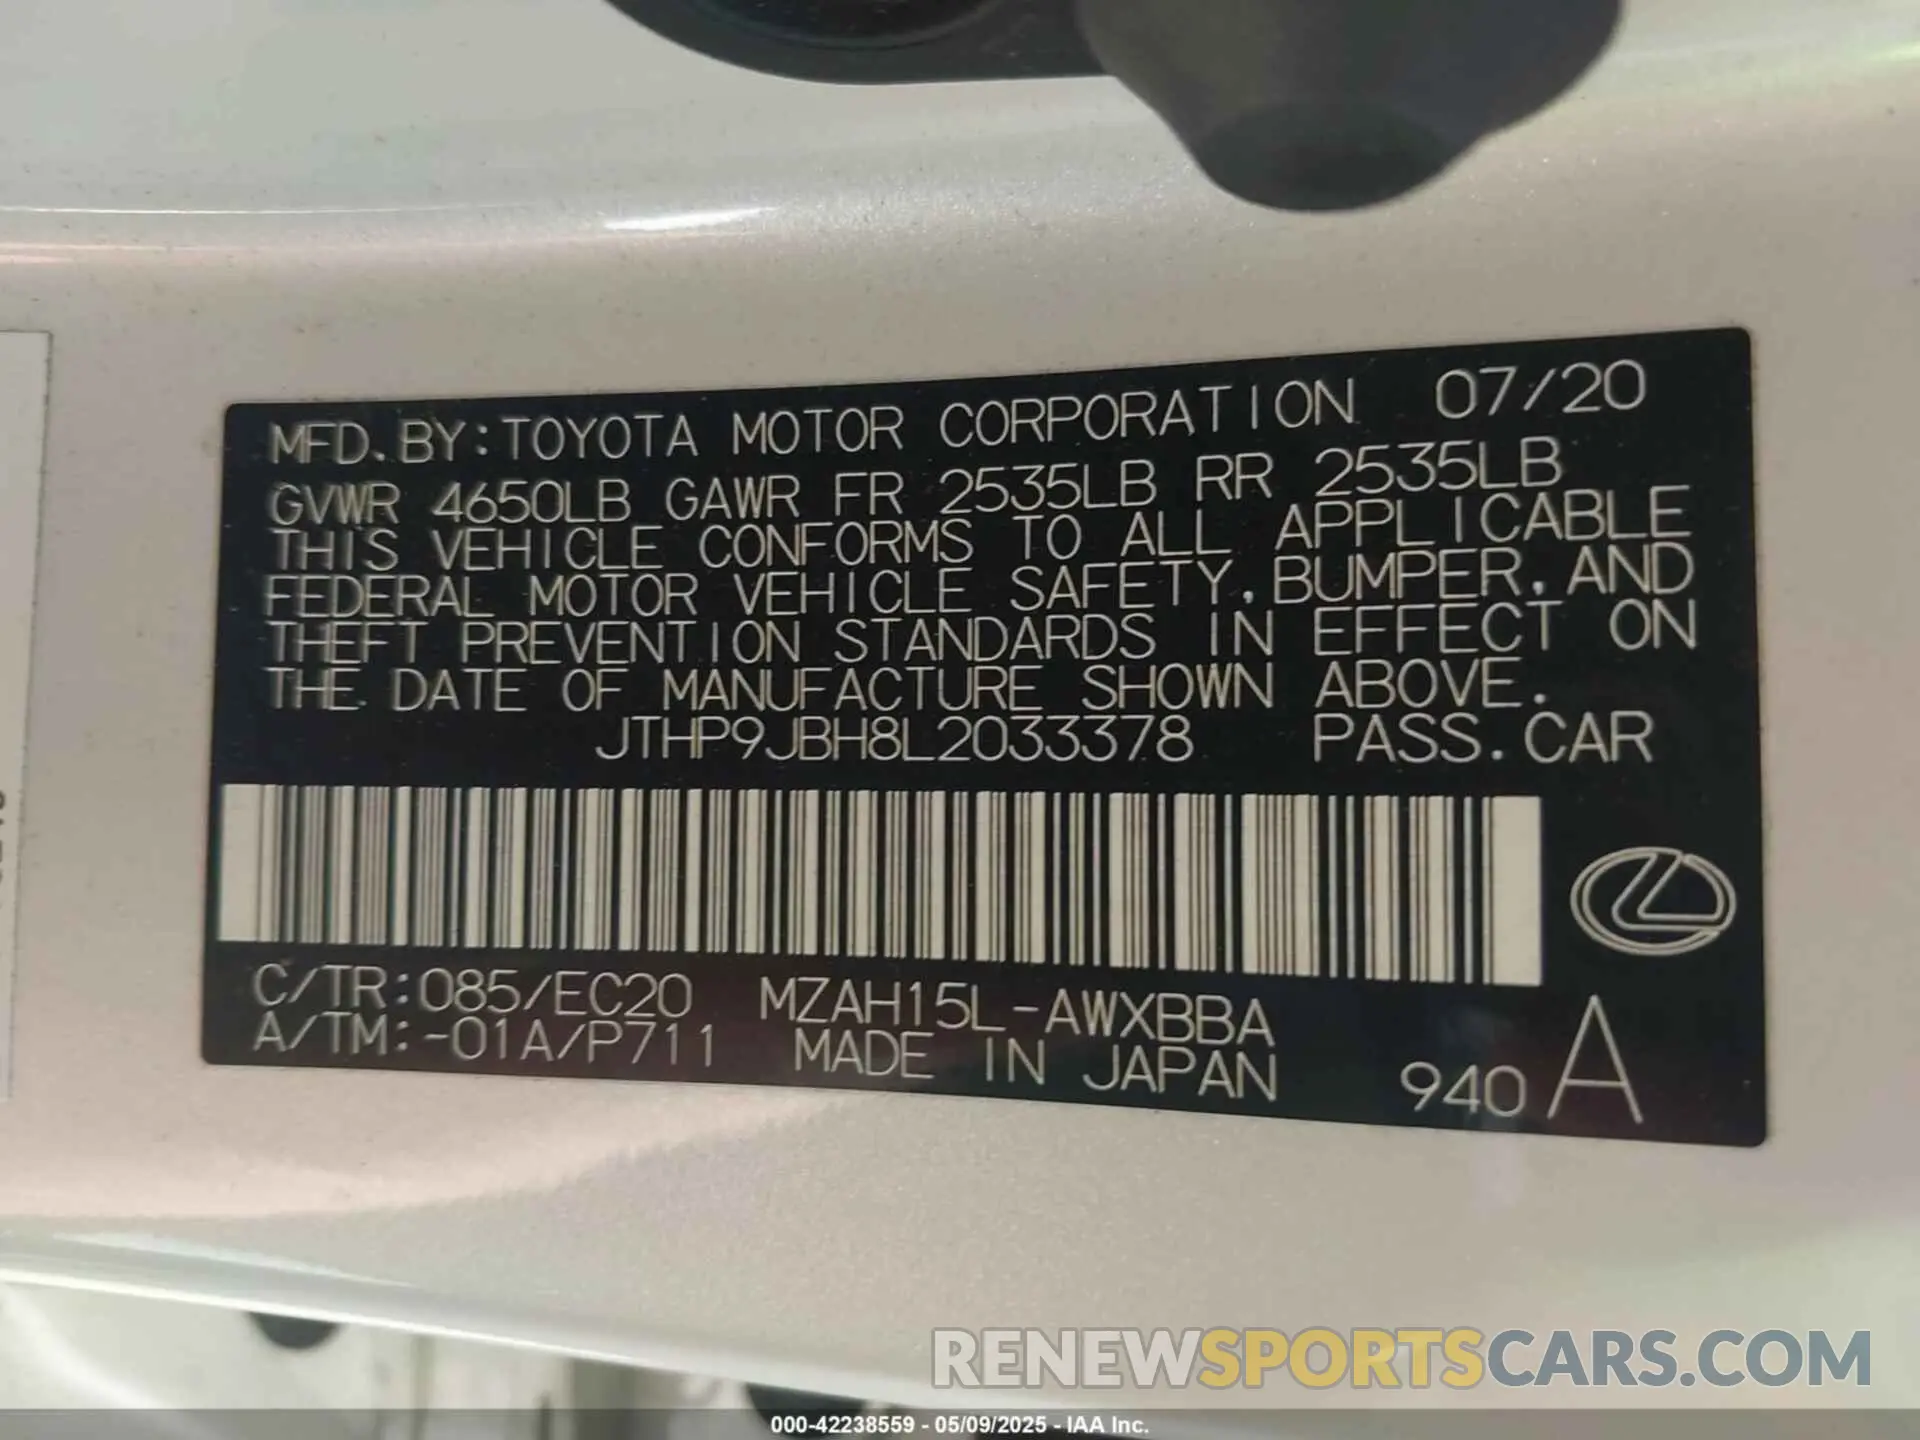 MFD.BY:TOYOTA MOTOR CORPORATION 07/20
GVWR 4650LB GAWR FR 2535LB RR 2535LB
THIS VEHICLE CONFORMS TO ALL APPLICABLE
FEDERAL MOTOR VEHICLE SAFETY,BUMPER,AND
THEFT PREVENTION STANDARDS IN EFFECT ON
THE DATE OF MANUFACTURE SHOWN ABOVE.
JTHP9JBH8L2033378 PASS.CAR
C/TR:085/EC20 MZAH15L-AWXBBA
A/TM:-01A/P711 MADE IN JAPAN 940 A
RENEWSPORTSCARS.COM
000-42238559 - 05/09/2025 - IAA Inc.